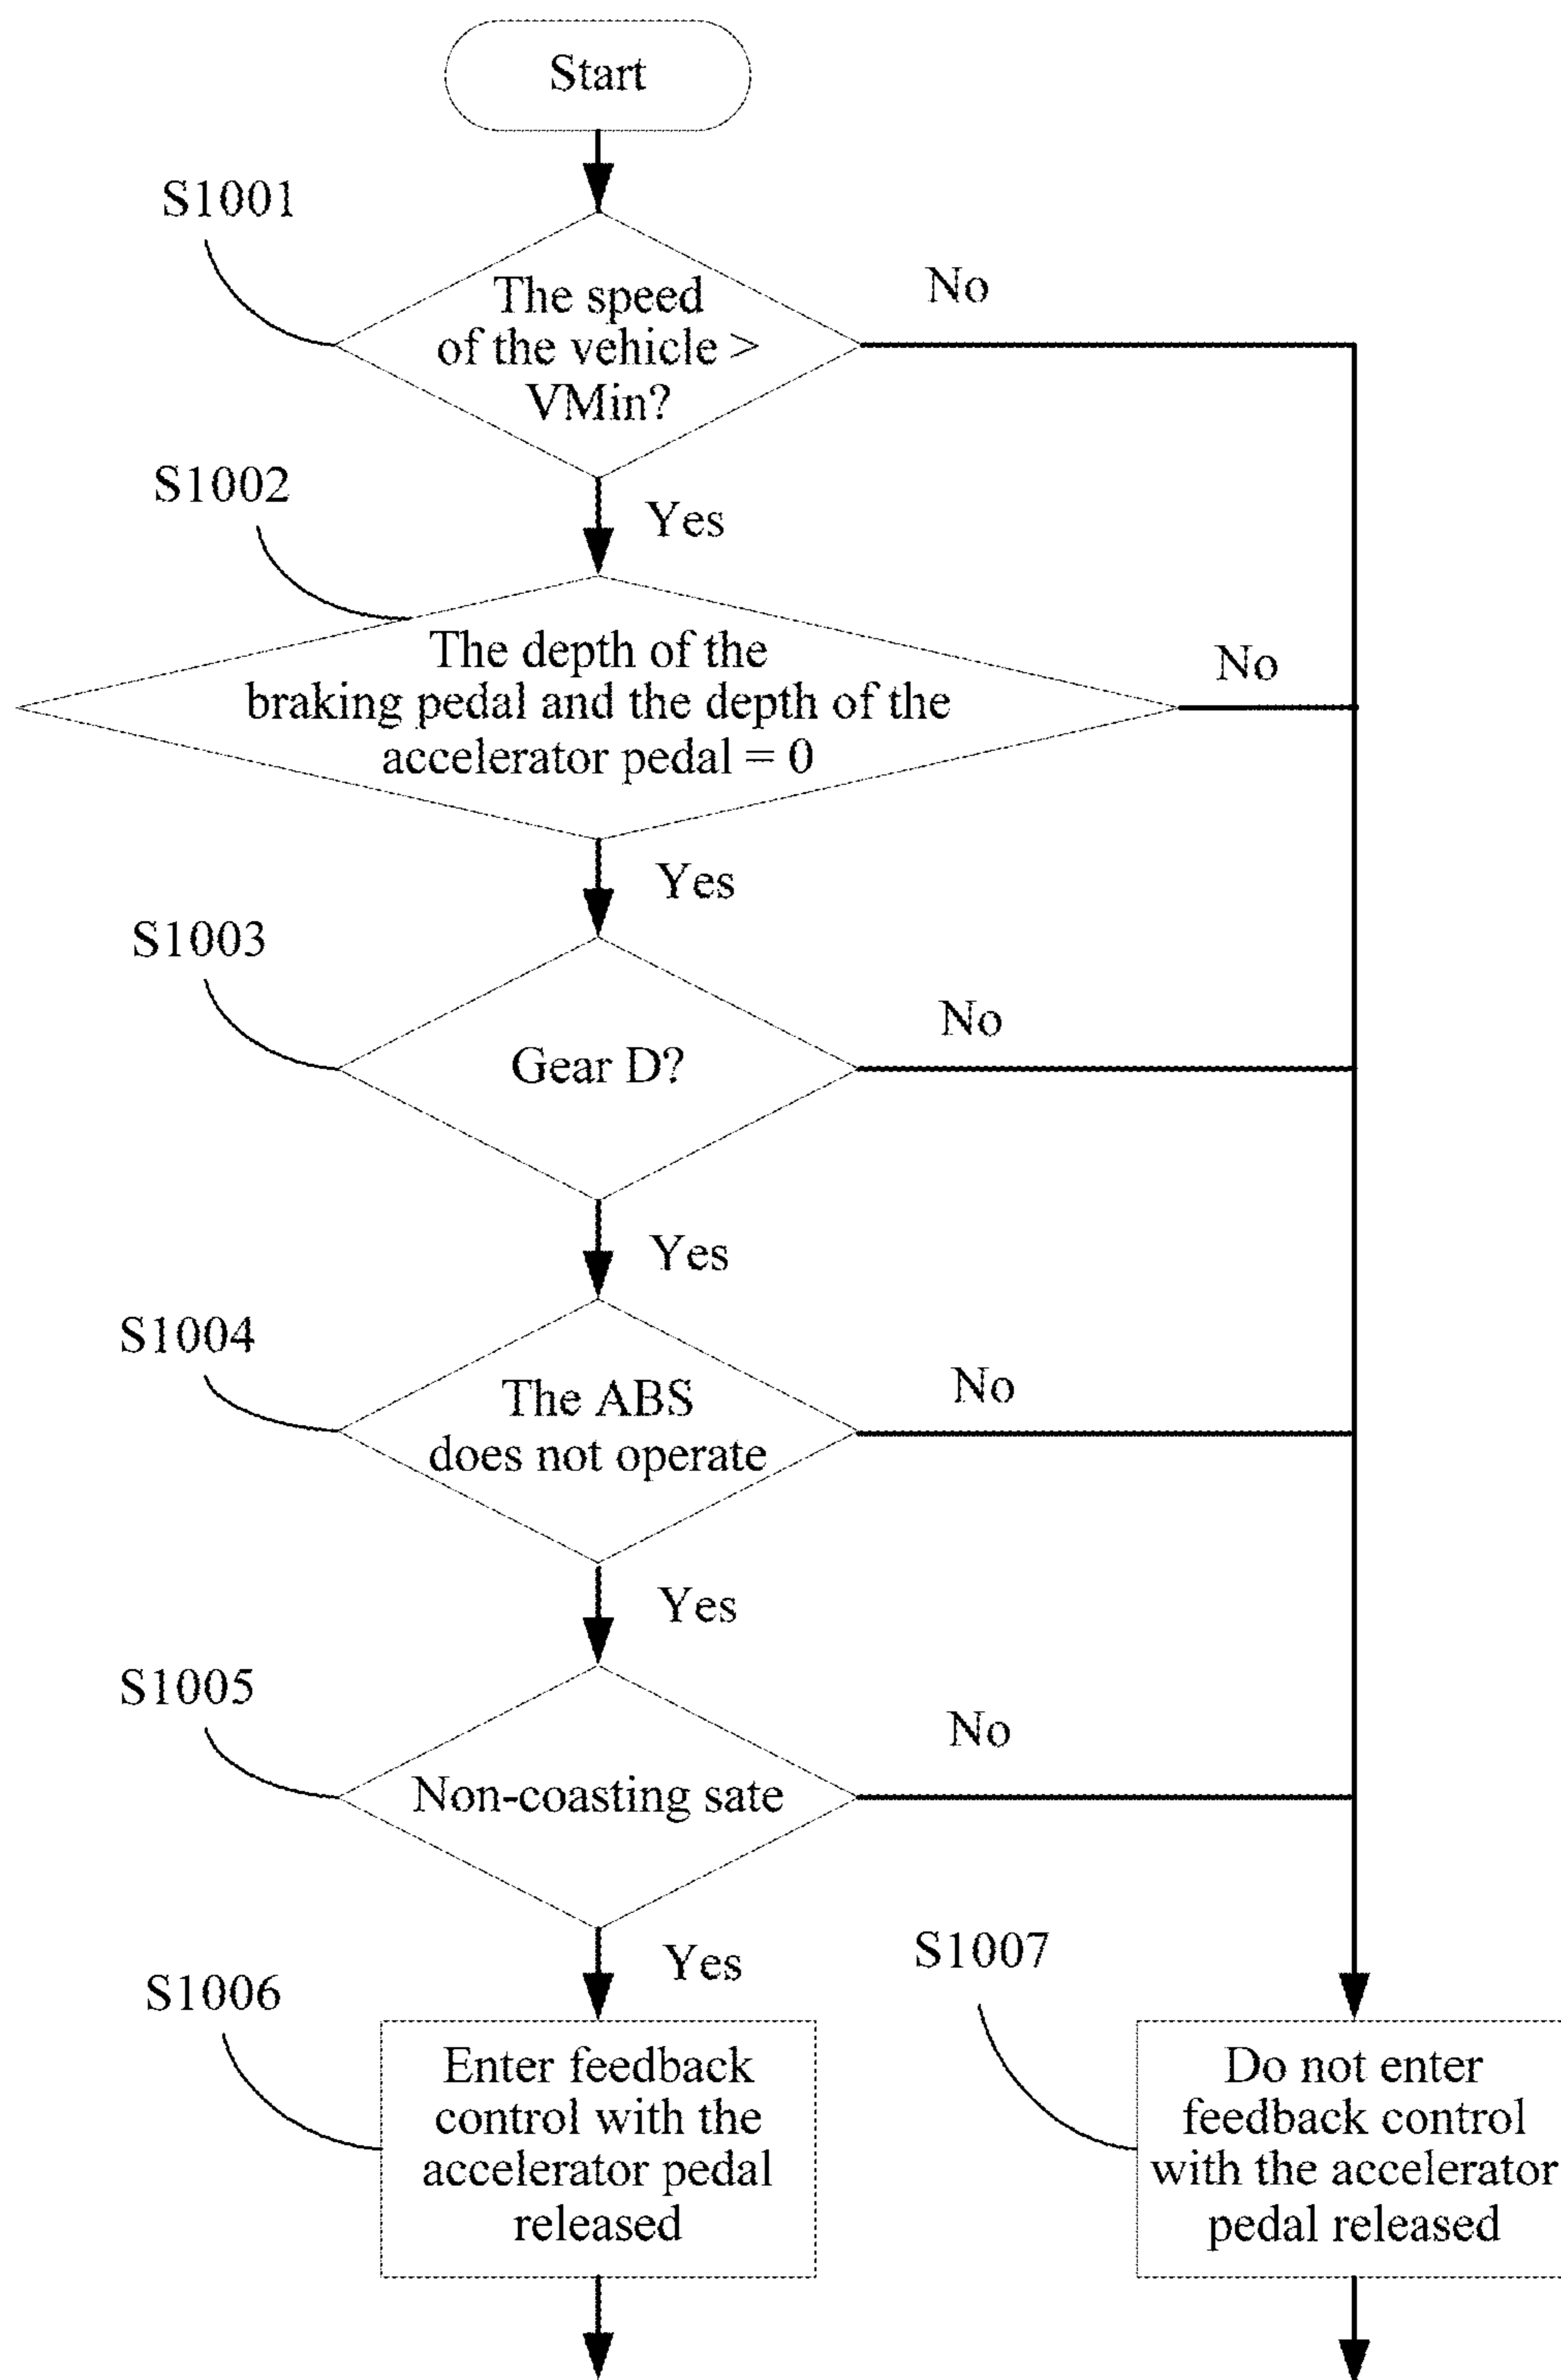 Start
S1001
The speed
of the vehicle >
VMin?
No
S1002
Yes
The depth of the
braking pedal and the depth of the
accelerator pedal = 0
No
Yes
S1003
Gear D?
No
Yes
S1004
The ABS
does not operate
No
Yes
S1005
Non-coasting sate
No
Yes
S1006
Enter feedback
control with the
accelerator pedal
released
S1007
Do not enter
feedback control
with the accelerator
pedal released